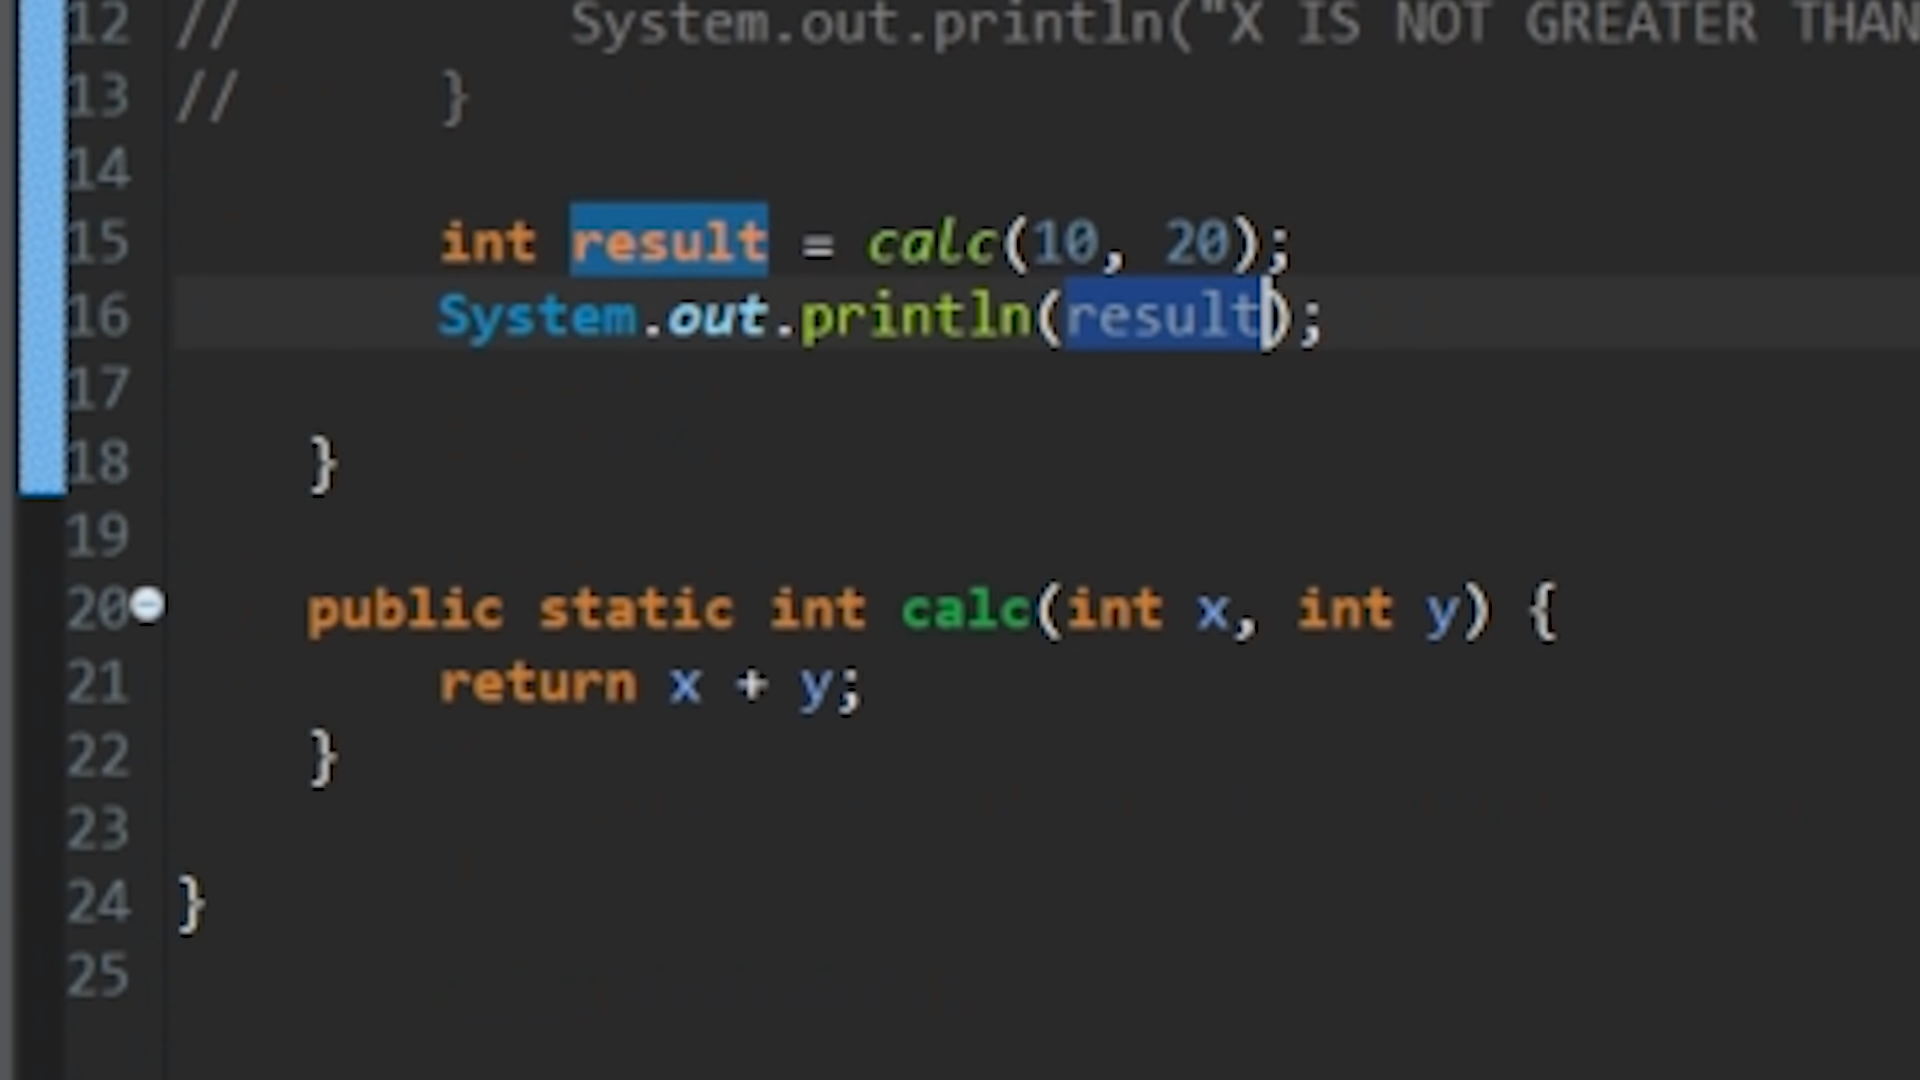 12 // System.out.println("X IS NOT GREATER THAN
13 // }
14
15 int result = calc(10, 20);
16 System.out.println(result);
17
18 }
19
20 public static int calc(int x, int y) {
21 return x + y;
22 }
23
24 }
25